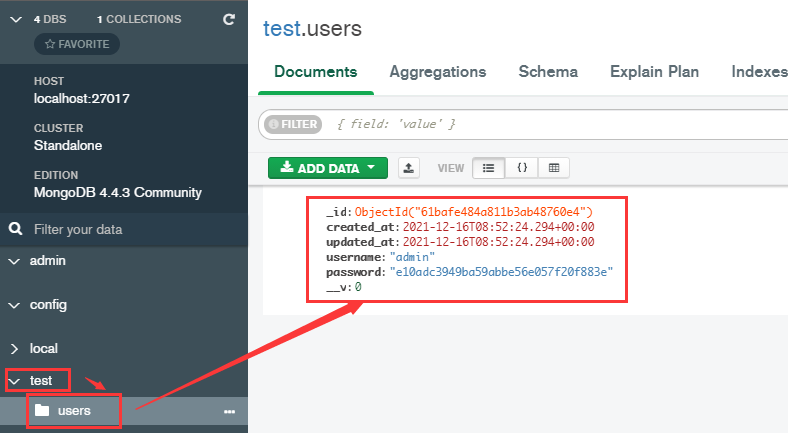 4 DBS 1 COLLECTIONS
FAVORITE
HOST
localhost:27017
CLUSTER
Standalone
EDITION
MongoDB 4.4.3 Community
Filter your data
admin
config
local
test
users
test.users
Documents Aggregations Schema Explain Plan Indexes
FILTER { field: 'value' }
ADD DATA VIEW { }
_id:ObjectId("61bafe484a811b3ab48760e4")
created_at:2021-12-16T08:52:24.294+00:00
updated_at:2021-12-16T08:52:24.294+00:00
username:"admin"
password:"e10adc3949ba59abbe56e057f20f883e"
__v:0